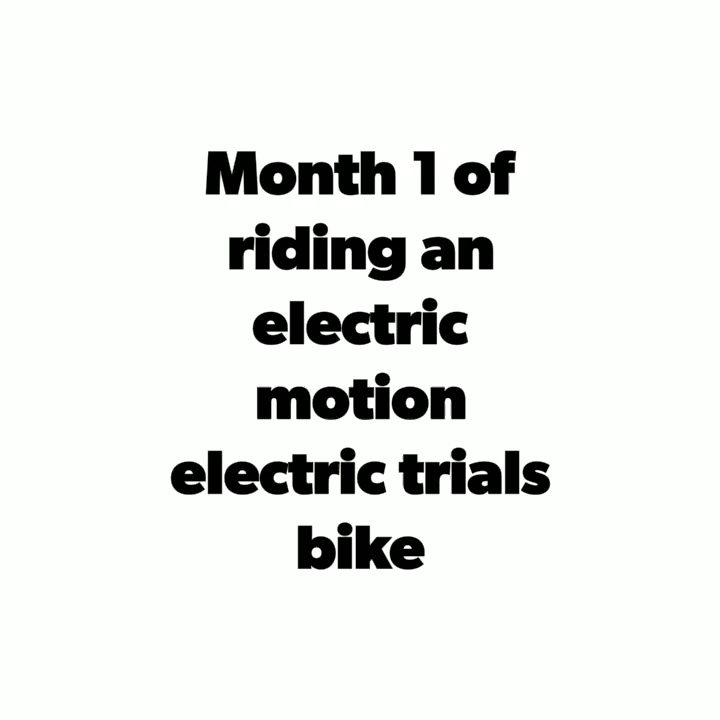 Month 1 of
riding an
electric
motion
electric trials
bike